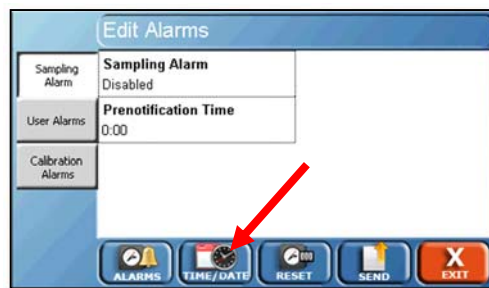 Edit Alarms
Sampling
Alarm
Sampling Alarm
Disabled
User Alarms
Prenotification Time
0:00
Calibration
Alarms
ALARMS
TIME/DATE
RESET
SEND
X
EXIT